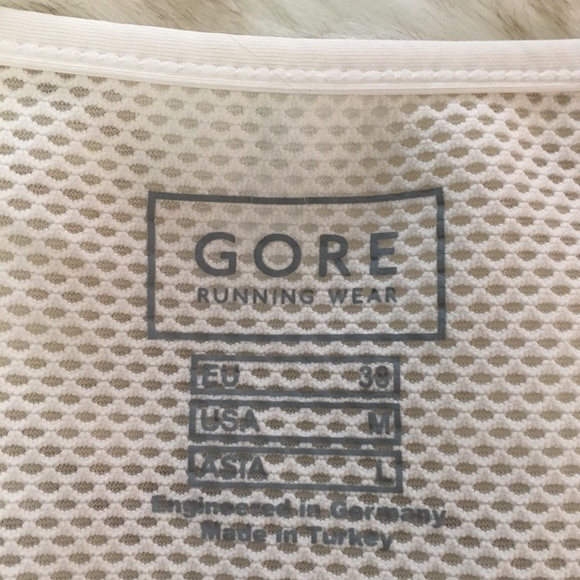 GORE
RUNNING WEAR
EU 38
USA M
ASIA L
Engineered in Germany
Made in Turkey